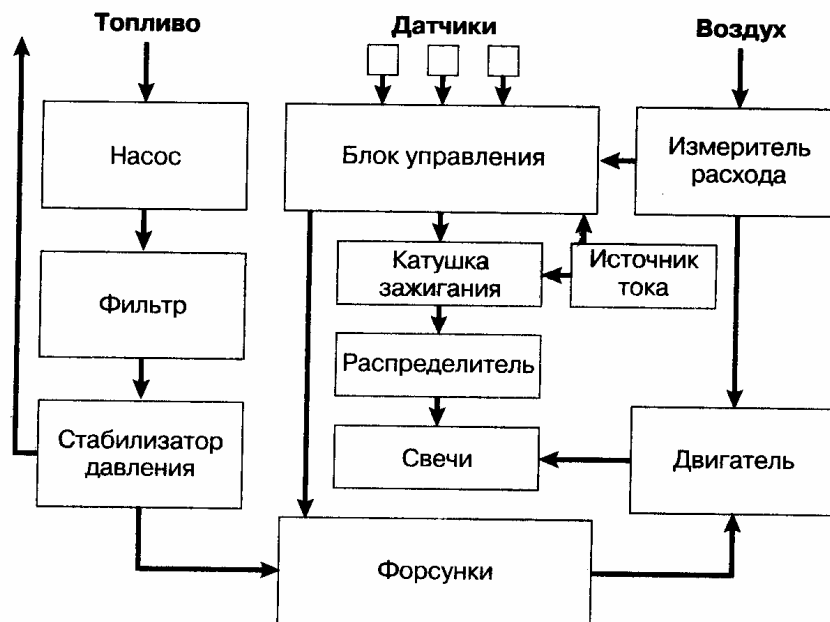 Топливо
Датчики
Воздух
Насос
Блок управления
Измеритель
расхода
Фильтр
Катушка
зажигания
Источник
тока
Распределитель
Стабилизатор
давления
Свечи
Двигатель
Форсунки